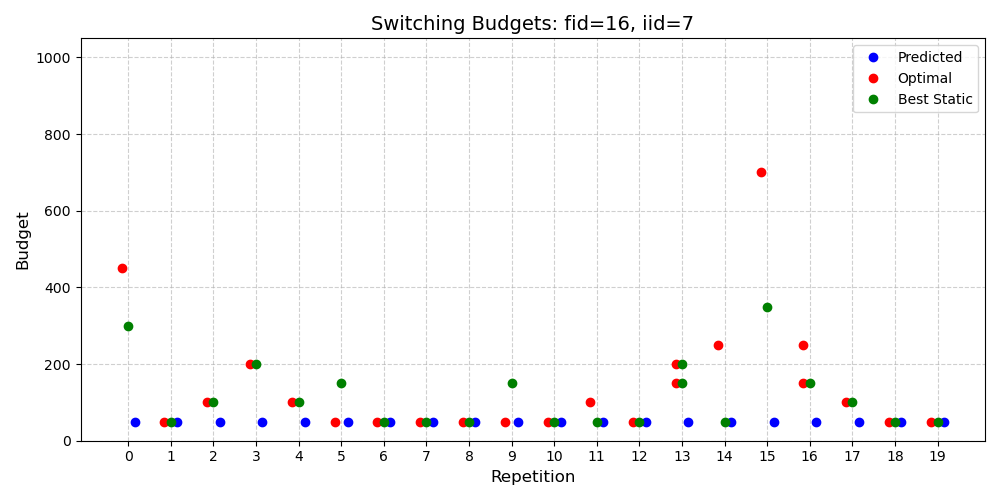 Switching Budgets: fid=16, iid=7
Predicted
Optimal
Best Static
1000
800
600
400
200
0
Budget
0 1 2 3 4 5 6 7 8 9 10 11 12 13 14 15 16 17 18 19
Repetition